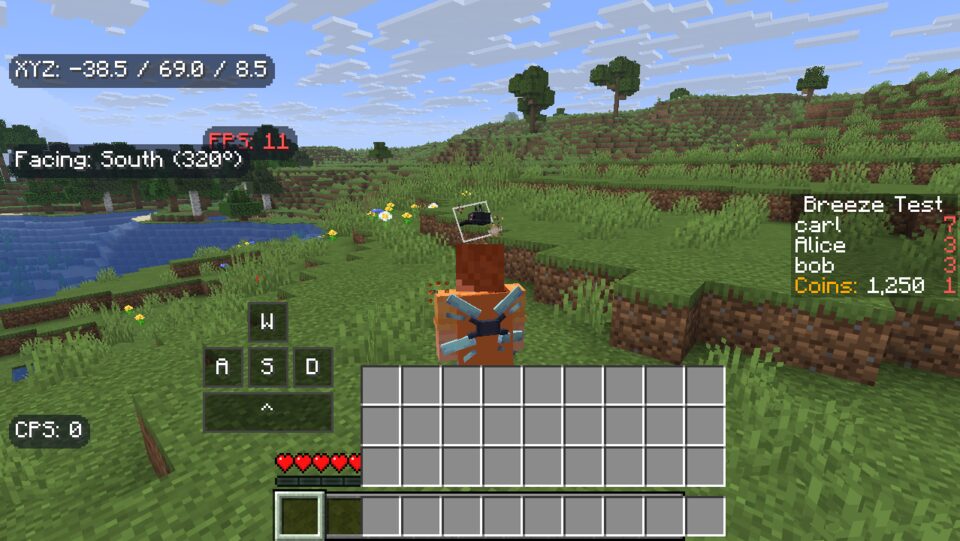 XYZ: -38.5 / 69.0 / 8.5
FPS: 11
Facing: South (320°)
Breeze Test
carl 7
Alice 3
bob 3
Coins: 1,250 1
W
A S D
^
CPS: 0